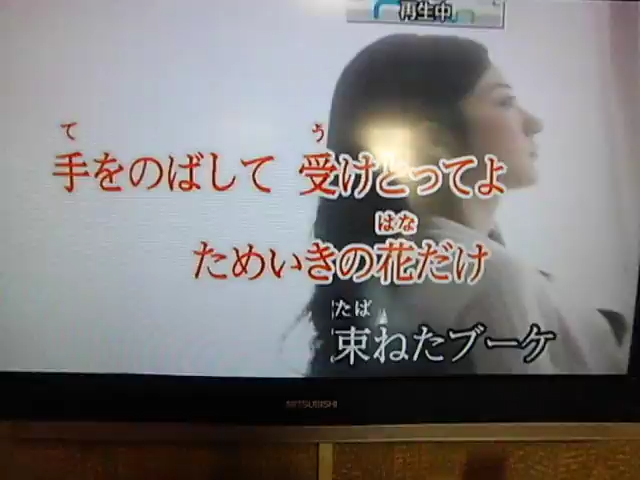 再生中
て う
手をのばして 受けとってよ
はな
ためいきの花だけ
たば
束ねたブーケ
MITSUBISHI